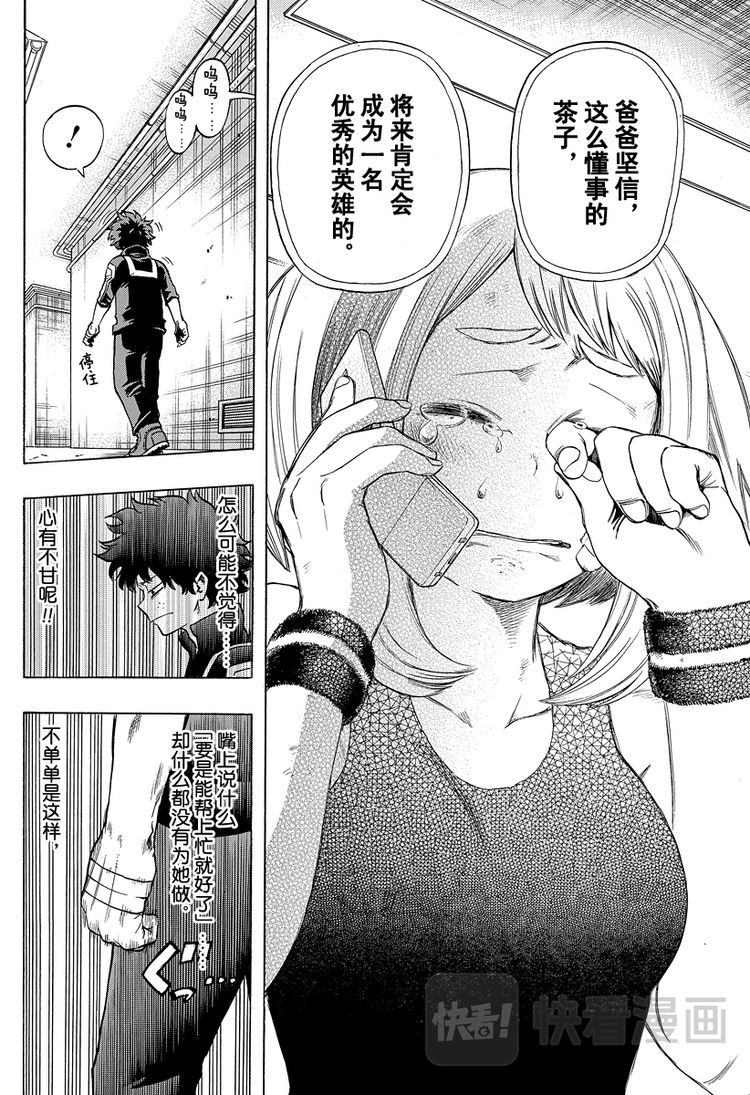 爸爸坚信，
这么懂事的
茶子，
将来肯定会
成为一名
优秀的英雄的。
呜呜……
呜呜……
！
停住
怎么可能不觉得……
心有不甘呢！！
嘴上说什么
「要是能帮上忙就好了」……
却什么都没有为她做。
不单单是这样，
ぐっ…
快看！
快看漫画